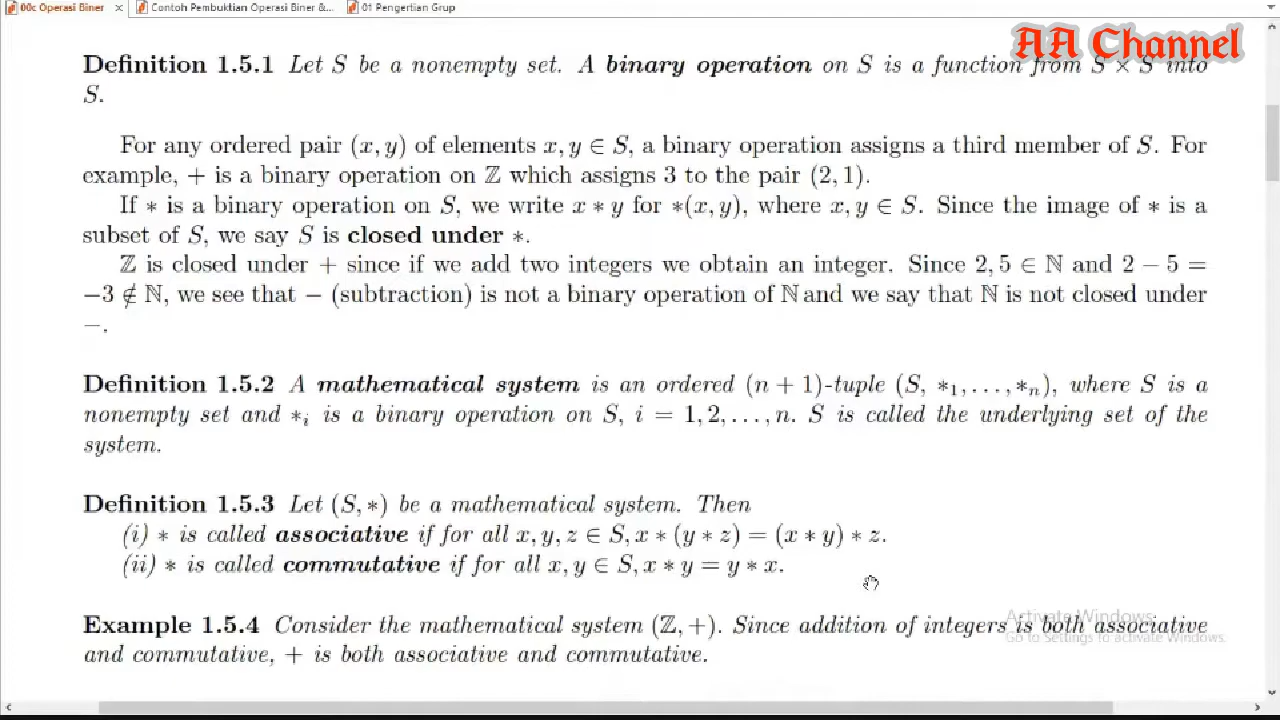 00c Operasi Biner
Contoh Pembuktian Operasi Biner &...
01 Pengertian Grup
AA Channel
Definition 1.5.1 Let S be a nonempty set. A binary operation on S is a function from S × S into
S.
For any ordered pair (x, y) of elements x, y ∈ S, a binary operation assigns a third member of S. For
example, + is a binary operation on ℤ which assigns 3 to the pair (2, 1).
If ∗ is a binary operation on S, we write x ∗ y for ∗(x, y), where x, y ∈ S. Since the image of ∗ is a
subset of S, we say S is closed under ∗.
ℤ is closed under + since if we add two integers we obtain an integer. Since 2, 5 ∈ ℕ and 2 − 5 =
−3 ∉ ℕ, we see that − (subtraction) is not a binary operation of ℕ and we say that ℕ is not closed under
−.
Definition 1.5.2 A mathematical system is an ordered (n + 1)-tuple (S, ∗₁, . . . , ∗ₙ), where S is a
nonempty set and ∗ᵢ is a binary operation on S, i = 1, 2, . . . , n. S is called the underlying set of the
system.
Definition 1.5.3 Let (S, ∗) be a mathematical system. Then
(i) ∗ is called associative if for all x, y, z ∈ S, x ∗ (y ∗ z) = (x ∗ y) ∗ z.
(ii) ∗ is called commutative if for all x, y ∈ S, x ∗ y = y ∗ x.
Example 1.5.4 Consider the mathematical system (ℤ, +). Since addition of integers is both associative
and commutative, + is both associative and commutative.
Activate Windows
Go to Settings to activate Windows.